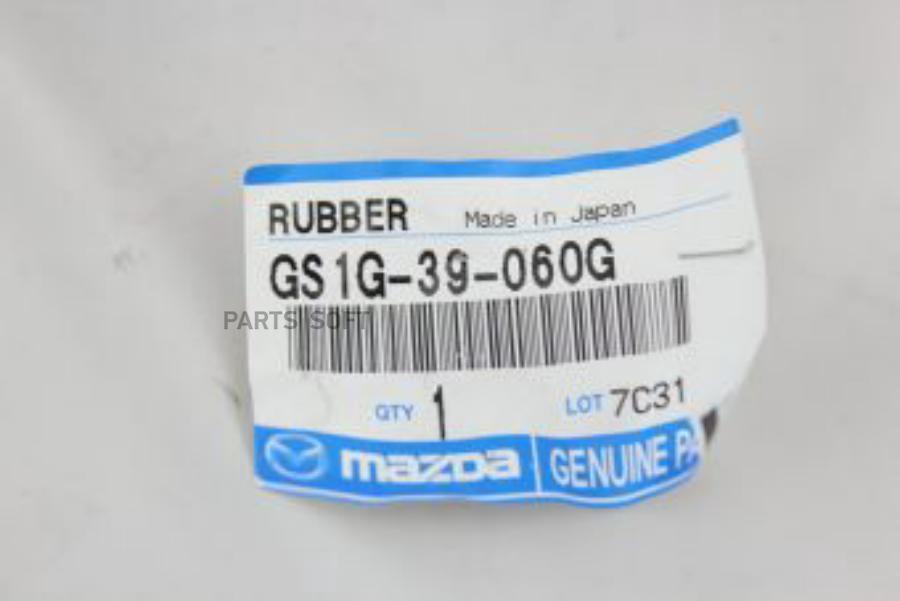 RUBBER Made in Japan
GS1G-39-060G
PARTS SOFT
QTY 1 LOT 7C31
mazda GENUINE PA